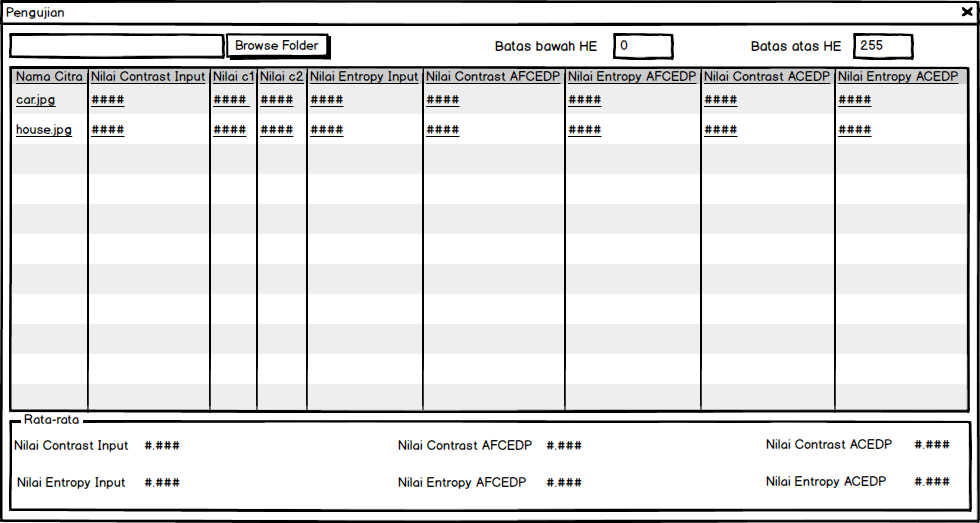 Pengujian
Browse Folder Batas bawah HE 0 Batas atas HE 255
Nama Citra Nilai Contrast Input Nilai c1 Nilai c2 Nilai Entropy Input Nilai Contrast AFCEDP Nilai Entropy AFCEDP Nilai Contrast ACEDP Nilai Entropy ACEDP
car.jpg #### #### #### #### #### #### #### ####
house.jpg #### #### #### #### #### #### #### ####
Rata-rata
Nilai Contrast Input #.### Nilai Contrast AFCEDP #.### Nilai Contrast ACEDP #.###
Nilai Entropy Input #.### Nilai Entropy AFCEDP #.### Nilai Entropy ACEDP #.###